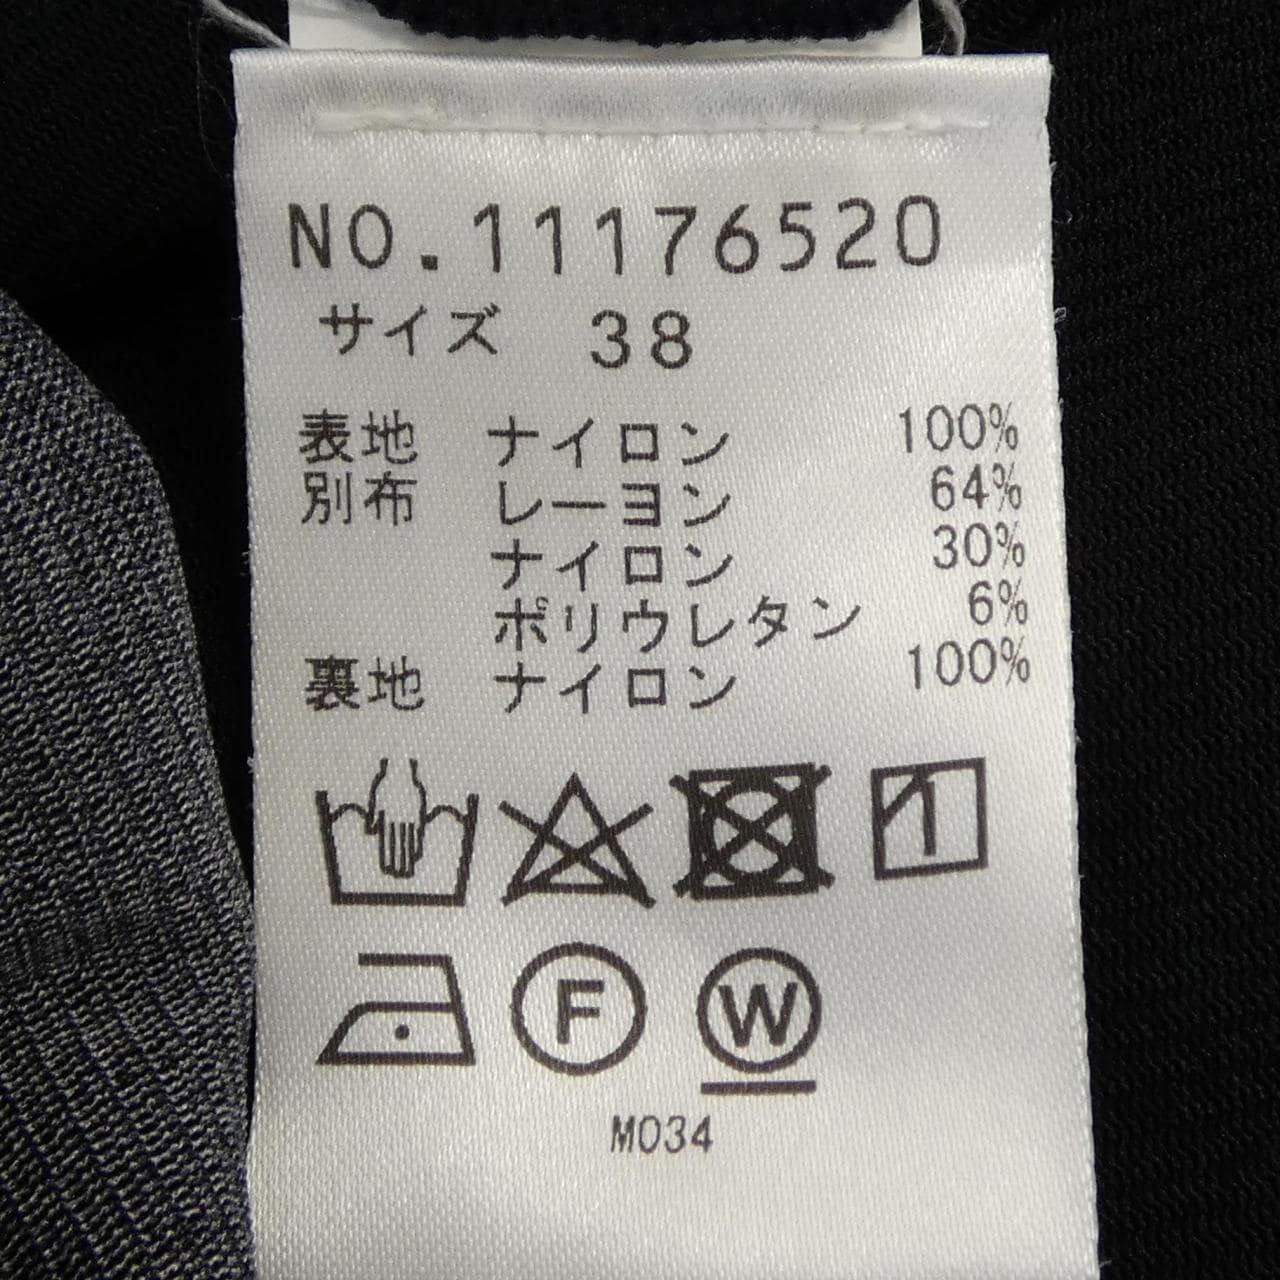 NO.11176520
サイズ 38
表地 ナイロン 100%
別布 レーヨン 64%
ナイロン 30%
ポリウレタン 6%
裏地 ナイロン 100%
F W
M034